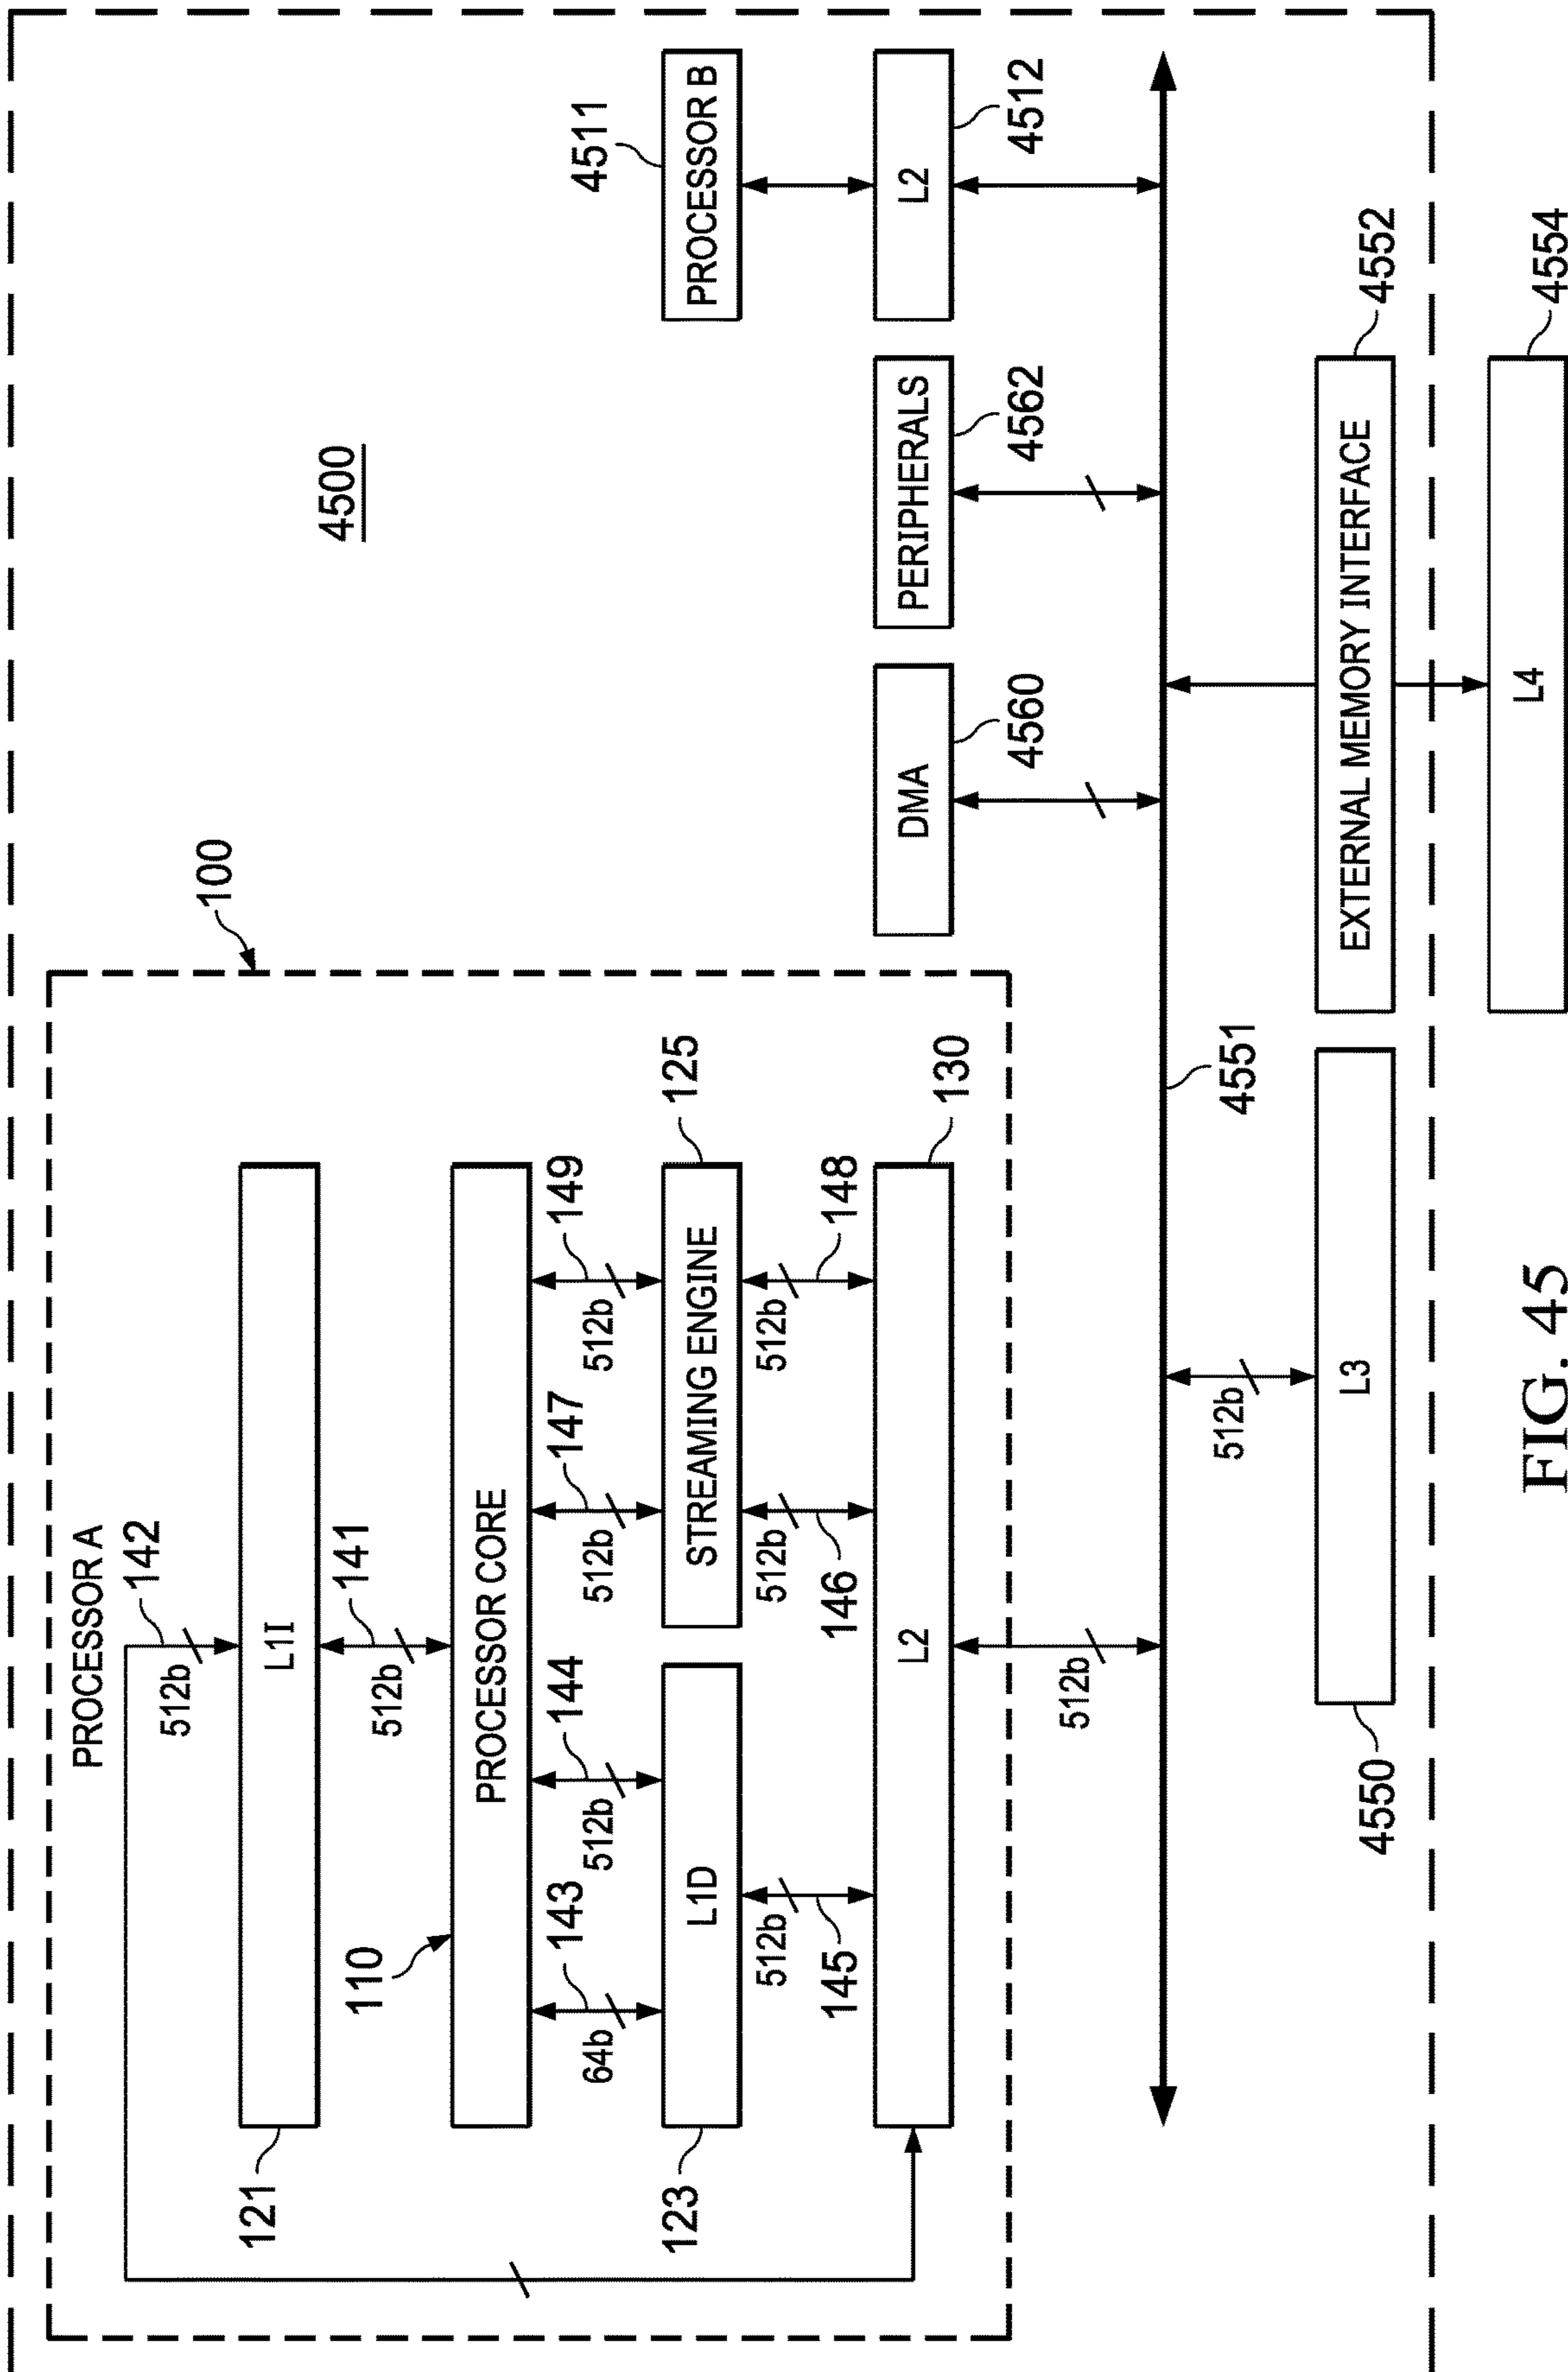 PROCESSOR A
142
512b
100
4500
L1I
121
141
512b
110
PROCESSOR CORE
143
64b
144
512b
147
512b
149
512b
L1D
123
STREAMING ENGINE
125
PROCESSOR B
4511
512b
145
512b
146
512b
148
L2
130
DMA
4560
PERIPHERALS
4562
L2
4512
512b
4551
512b
L3
4550
EXTERNAL MEMORY INTERFACE
4552
L4
4554
FIG. 45